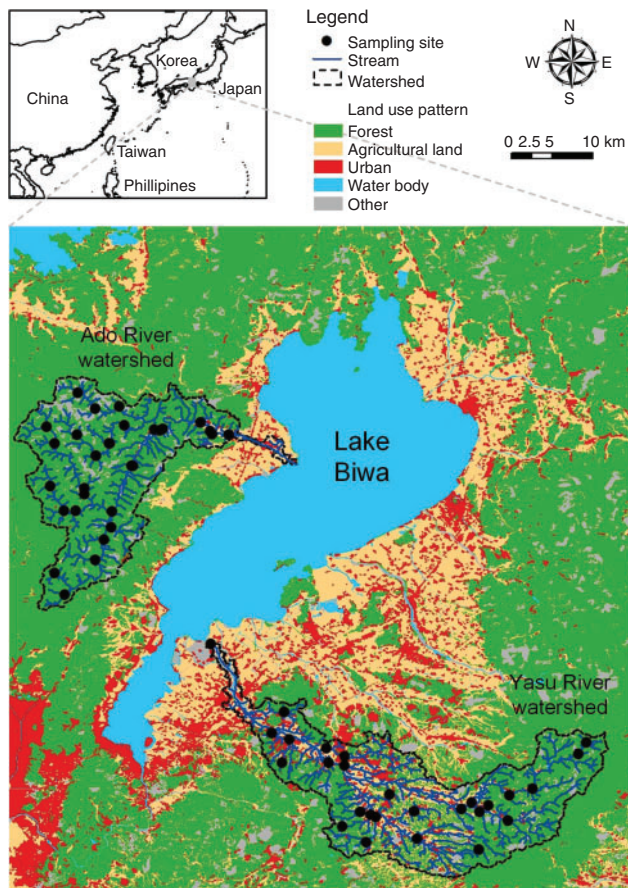 Korea
Japan
China
Taiwan
Phillipines
Legend
Sampling site
Stream
Watershed
Land use pattern
Forest
Agricultural land
Urban
Water body
Other
N
W E
S
0 2.5 5 10 km
Ado River
watershed
Lake
Biwa
Yasu River
watershed